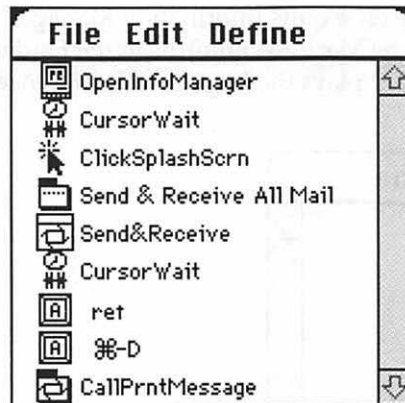 File Edit Define
OpenInfoManager
CursorWait
ClickSplashScrn
Send & Receive All Mail
Send&Receive
CursorWait
A ret
A ⌘-D
CallPrntMessage